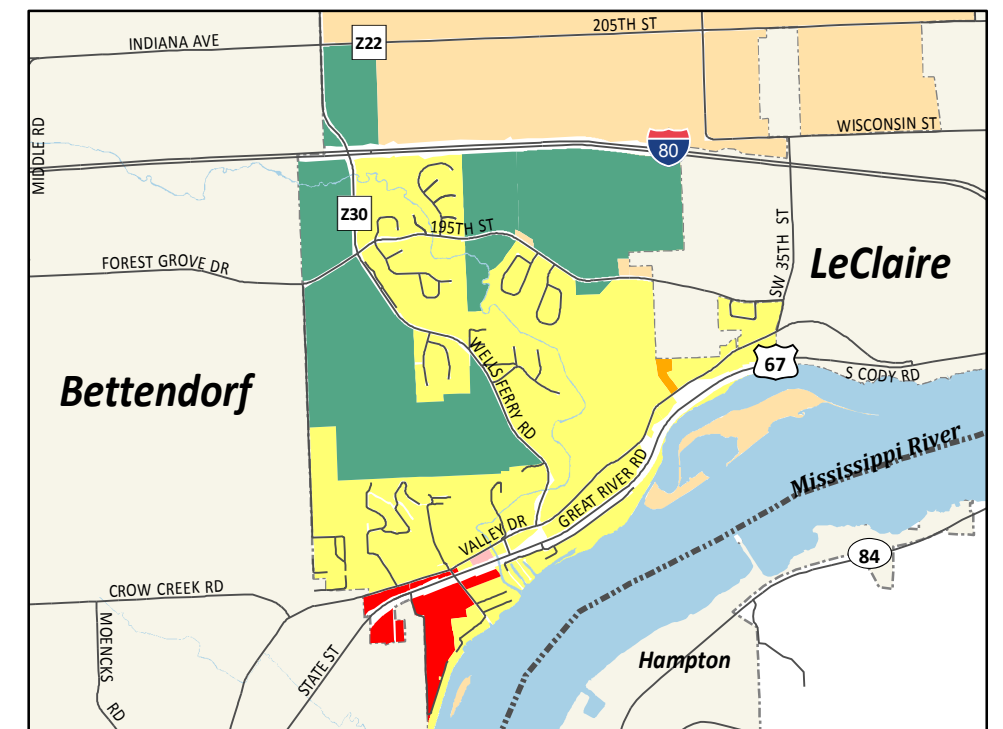 205TH ST
INDIANA AVE
Z22
WISCONSIN ST
MIDDLE RD
80
Z30
195TH ST
SW 35TH ST
FOREST GROVE DR
LeClaire
67
S CODY RD
Bettendorf
WELLS FERRY RD
Mississippi River
GREAT RIVER RD
VALLEY DR
84
CROW CREEK RD
MOENCKS RD
STATE ST
Hampton